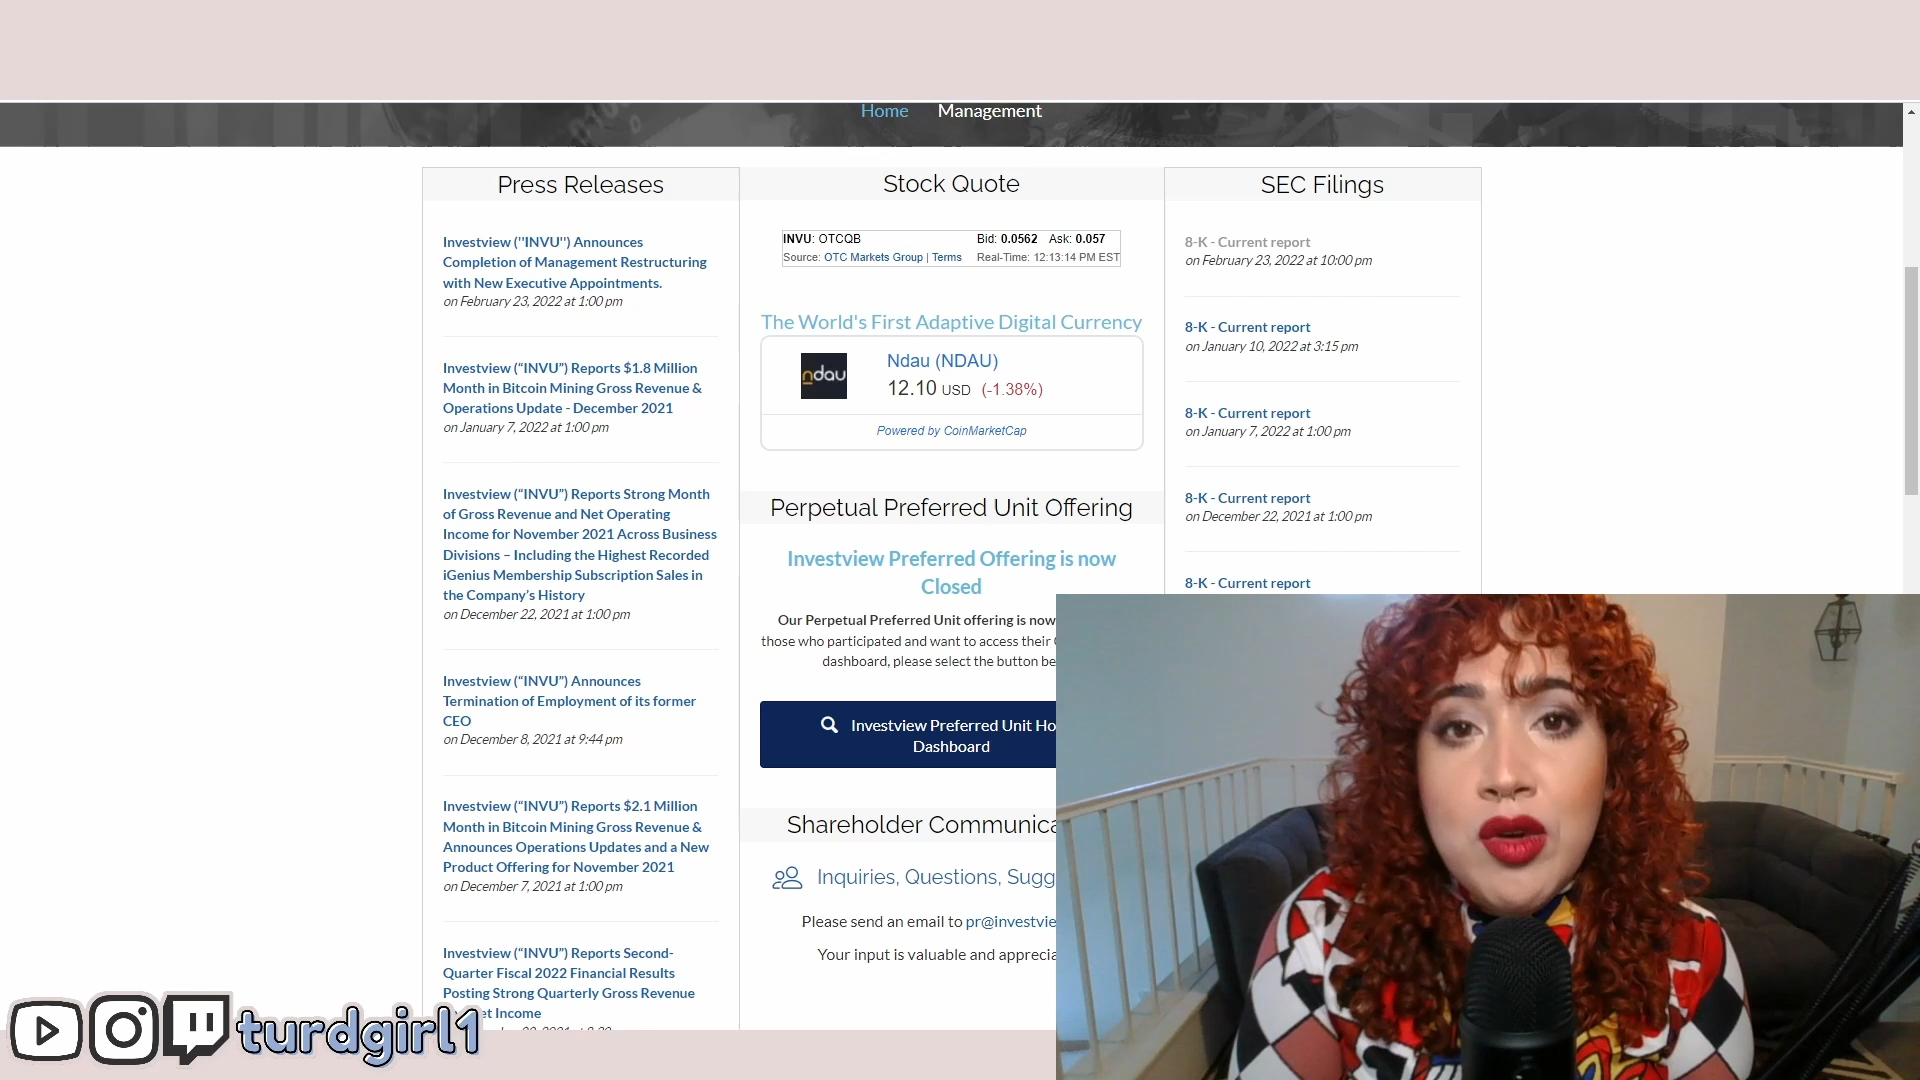 Home Management
Press Releases
Investview (''INVU'') Announces
Completion of Management Restructuring
with New Executive Appointments.
on February 23, 2022 at 1:00 pm
Investview (“INVU”) Reports $1.8 Million
Month in Bitcoin Mining Gross Revenue &
Operations Update - December 2021
on January 7, 2022 at 1:00 pm
Investview (“INVU”) Reports Strong Month
of Gross Revenue and Net Operating
Income for November 2021 Across Business
Divisions – Including the Highest Recorded
iGenius Membership Subscription Sales in
the Company’s History
on December 22, 2021 at 1:00 pm
Investview (“INVU”) Announces
Termination of Employment of its former
CEO
on December 8, 2021 at 9:44 pm
Investview (“INVU”) Reports $2.1 Million
Month in Bitcoin Mining Gross Revenue &
Announces Operations Updates and a New
Product Offering for November 2021
on December 7, 2021 at 1:00 pm
Investview (“INVU”) Reports Second-
Quarter Fiscal 2022 Financial Results
Posting Strong Quarterly Gross Revenue
Income
Stock Quote
INVU: OTCQB Bid: 0.0562 Ask: 0.057
Source: OTC Markets Group | Terms Real-Time: 12:13:14 PM EST
The World's First Adaptive Digital Currency
ndau
Ndau (NDAU)
12.10 USD (-1.38%)
Powered by CoinMarketCap
Perpetual Preferred Unit Offering
Investview Preferred Offering is now
Closed
Our Perpetual Preferred Unit offering is now
those who participated and want to access their
dashboard, please select the button be
Investview Preferred Unit Ho
Dashboard
Shareholder Communica
Inquiries, Questions, Sugg
Please send an email to pr@investvie
Your input is valuable and apprecia
SEC Filings
8-K - Current report
on February 23, 2022 at 10:00 pm
8-K - Current report
on January 10, 2022 at 3:15 pm
8-K - Current report
on January 7, 2022 at 1:00 pm
8-K - Current report
on December 22, 2021 at 1:00 pm
8-K - Current report
turdgirl1